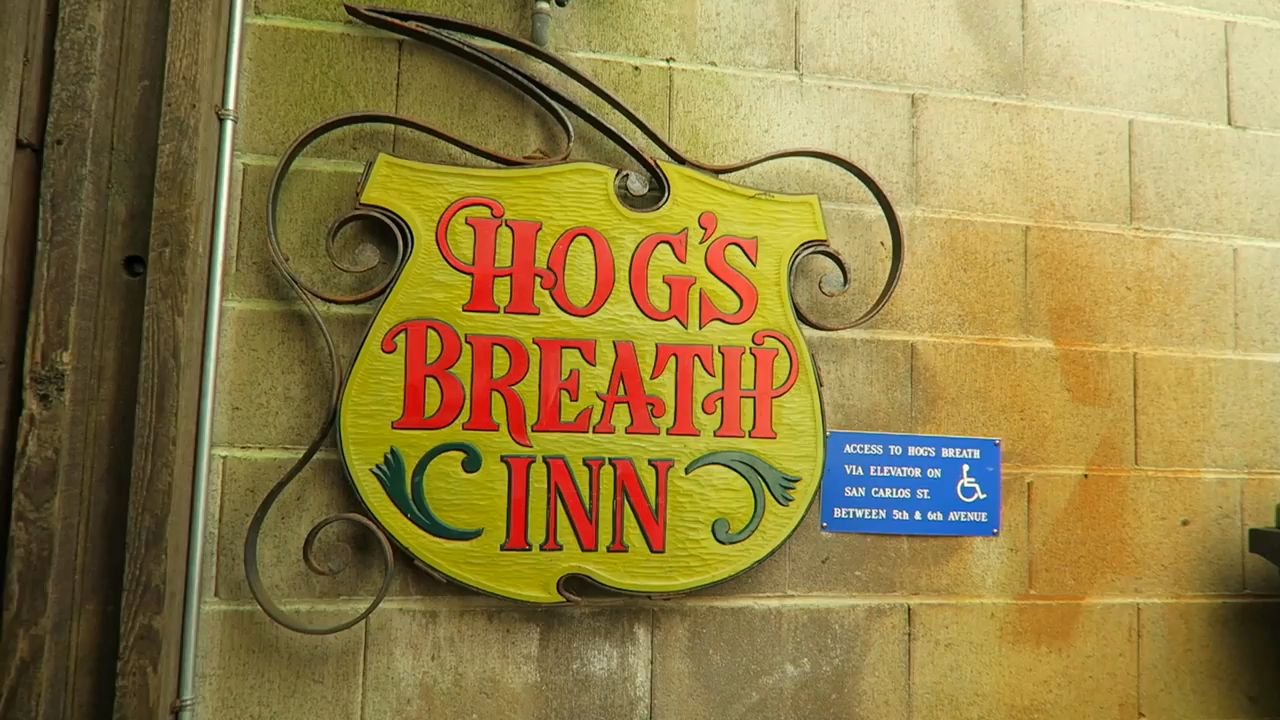 HOG'S
BREATH
INN
ACCESS TO HOG'S BREATH
VIA ELEVATOR ON
SAN CARLOS ST.
BETWEEN 5th & 6th AVENUE